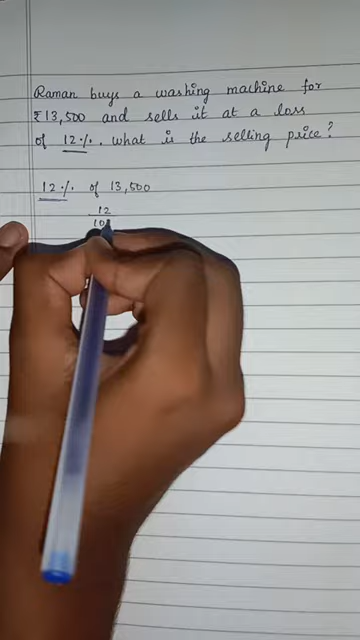 Raman buys a washing machine for
₹13,500 and sells it at a loss
of 12%. what is the selling price?
12% of 13,500
12
10